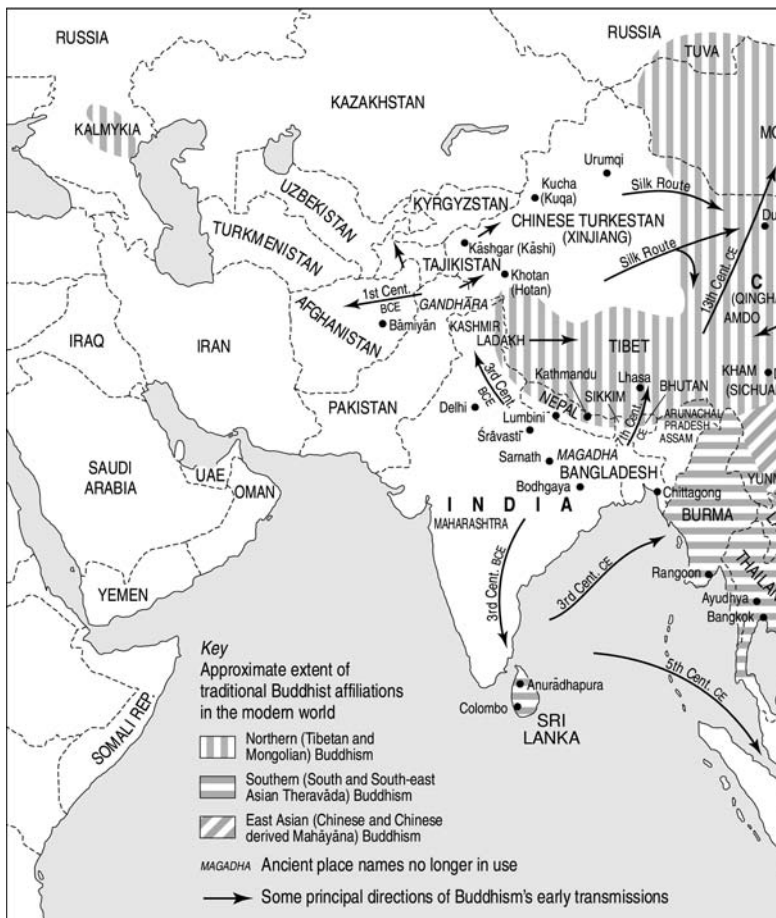 RUSSIA
RUSSIA
TUVA
KAZAKHSTAN
KALMYKIA
Urumqi
Silk Route
Kucha
(Kuqa)
UZBEKISTAN
KYRGYZSTAN
CHINESE TURKESTAN
(XINJIANG)
TURKMENISTAN
Kāshgar (Kāshi)
TAJIKISTAN
Silk Route
Khotan
(Hotan)
13th Cent. CE
1st Cent.
BCE
GANDHĀRA
AFGHANISTAN
Bāmiyān
KASHMIR
LADAKH
C
(QINGHA
AMDO
IRAQ
IRAN
TIBET
KHAM
(SICHUA
3rd Cent.
BCE
Kathmandu
Lhasa
BHUTAN
SIKKIM
NEPAL
PAKISTAN
Delhi
Lumbini
7th Cent.
CE
ARUNACHAL
PRADESH
ASSAM
Śrāvasti
Sarnath
MAGADHA
BANGLADESH
SAUDI
ARABIA
UAE
OMAN
Bodhgaya
Chittagong
YUNN
INDIA
MAHARASHTRA
BURMA
3rd Cent. BCE
3rd Cent. CE
YEMEN
Rangoon
THAILAN
Ayudhya
Bangkok
5th Cent. CE
SOMALI REP.
Anurādhapura
Colombo
SRI
LANKA
Key
Approximate extent of
traditional Buddhist affiliations
in the modern world
Northern (Tibetan and
Mongolian) Buddhism
Southern (South and South-east
Asian Theravāda) Buddhism
East Asian (Chinese and Chinese
derived Mahāyāna) Buddhism
MAGADHA Ancient place names no longer in use
Some principal directions of Buddhism's early transmissions